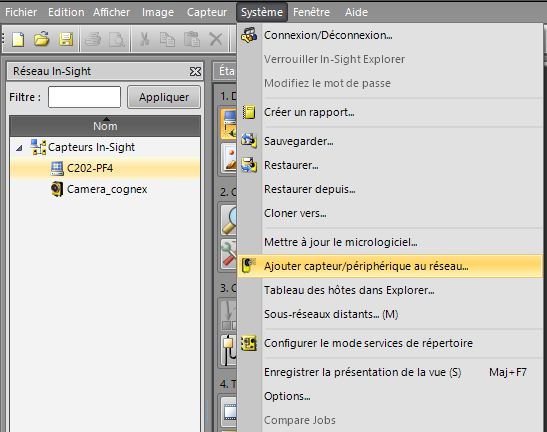 Fichier Edition Affichage Image Capteur Système Fenêtre Aide
Réseau In-Sight
Filtre : Appliquer
Nom
Capteurs In-Sight
C202-PF4
Camera_cognex
Éta
1. D
2. C
3. C
4. T
Connexion/Déconnexion...
Verrouiller In-Sight Explorer
Modifiez le mot de passe
Créer un rapport...
Sauvegarder...
Restaurer...
Restaurer depuis...
Cloner vers...
Mettre à jour le micrologiciel...
Ajouter capteur/périphérique au réseau...
Tableau des hôtes dans Explorer...
Sous-réseaux distants... (M)
Configurer le mode services de répertoire
Enregistrer la présentation de la vue (S) Maj+F7
Options...
Compare Jobs